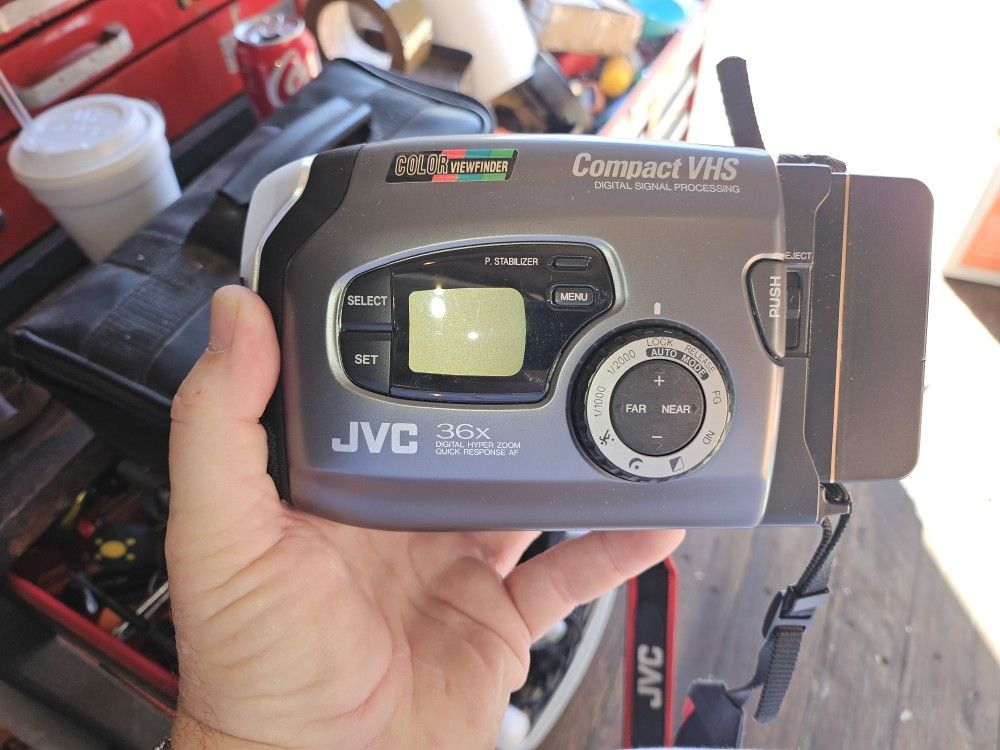 COLOR VIEWFINDER
Compact VHS
DIGITAL SIGNAL PROCESSING
P. STABILIZER
MENU
SELECT
SET
EJECT
PUSH
LOCK
RELEASE
AUTO MODE
1/2000
1/1000
FG
ND
+
FAR NEAR
−
JVC
36x
DIGITAL HYPER ZOOM
QUICK RESPONSE AF
JVC